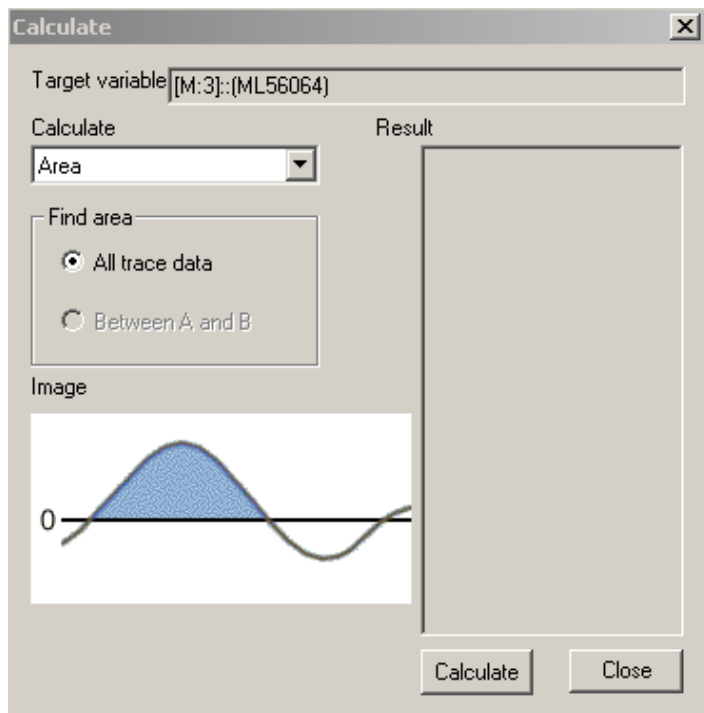 Calculate
Target variable [M:3]::(ML56064)
Calculate
Result
Area
Find area
All trace data
Between A and B
Image
0
Calculate
Close